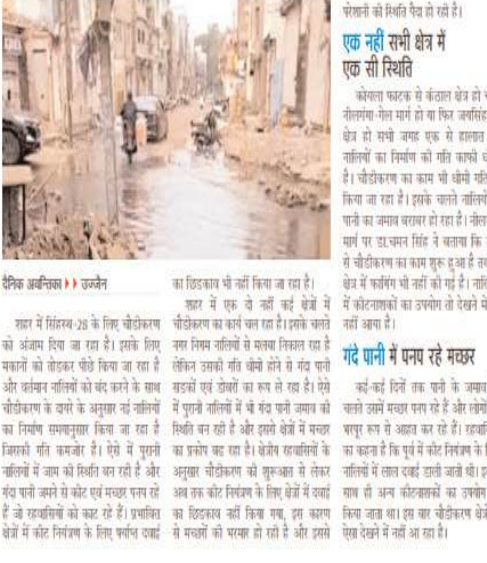 दैनिक अवन्तिका उज्जैन
शहर में सिंहस्थ-28 के लिए चौडीकरण
को अंजाम दिया जा रहा है। इसके लिए
मकानों को तोड़कर पीछे किया जा रहा है
और वर्तमान नालियों को बंद करने के साथ
चौडीकरण के दायरे के अनुसार नई नालियों
का निर्माण समयानुसार किया जा रहा है
जिसकी गति कमजोर है। ऐसे में पुरानी
नालियों में जाम की स्थिति बन रही है और
गंदा पानी जमने से कीट एवं मच्छर पनप रहे
हैं जो रहवासियों को काट रहे हैं। प्रभावित
क्षेत्रों में कीट नियंत्रण के लिए पर्याप्त दवाई
का छिडकाव भी नहीं किया जा रहा है।
शहर में एक दो नहीं कई क्षेत्रों में
चौडीकरण का कार्य चल रहा है। इसके चलते
नगर निगम नालियों से मलबा निकाल रहा है
लेकिन उसकी गति धीमी होने से गंदा पानी
सडकों एवं डोबरों का रूप ले रहा है। ऐसे
में पुरानी नालियों में भी गंदा पानी जमाव की
स्थिति बन रही है और इससे क्षेत्रों में मच्छर
का प्रकोप बढ रहा है। क्षेत्रीय रहवासियों के
अनुसार चौडीकरण की शुरूआत से लेकर
अब तक कीट नियंत्रण के लिए क्षेत्रों में दवाई
का छिडकाव नहीं किया गया, इस कारण
से मच्छरों की भरमार हो रही है और इससे
परेशानी की स्थिति पैदा हो रही है।
एक नहीं सभी क्षेत्र में
एक सी स्थिति
कोयला फाटक से कंठाल क्षेत्र हो
नीलगंगा-गेल मार्ग हो या फिर जयसिंह
क्षेत्र हो सभी जगह एक से हालात
नालियों का निर्माण की गति काफी
है। चौडीकरण का काम भी धीमी गति
किया जा रहा है। इसके चलते नालियों
पानी का जमाव बराबर हो रहा है।
मार्ग पर डा.चमन सिंह ने बताया कि
से चौडीकरण का काम शुरू हुआ है
क्षेत्र में फागिंग भी नहीं की गई है।
में कीटनाशकों का उपयोग तो देखने में
नहीं आया है।
गंदे पानी में पनप रहे मच्छर
कई-कई दिनों तक पानी के जमाव
चलते उसमें मच्छर पनप रहे हैं और लोगों
भरपूर रूप से आहत कर रहे हैं।
का कहना है कि पूर्व में कीट नियंत्रण के
नालियों में लाल दवाई डाली जाती थी।
साथ ही अन्य कीटनाशकों का उपयोग
किया जाता था। इस बार चौडीकरण
ऐसा देखने में नहीं आ रहा है।